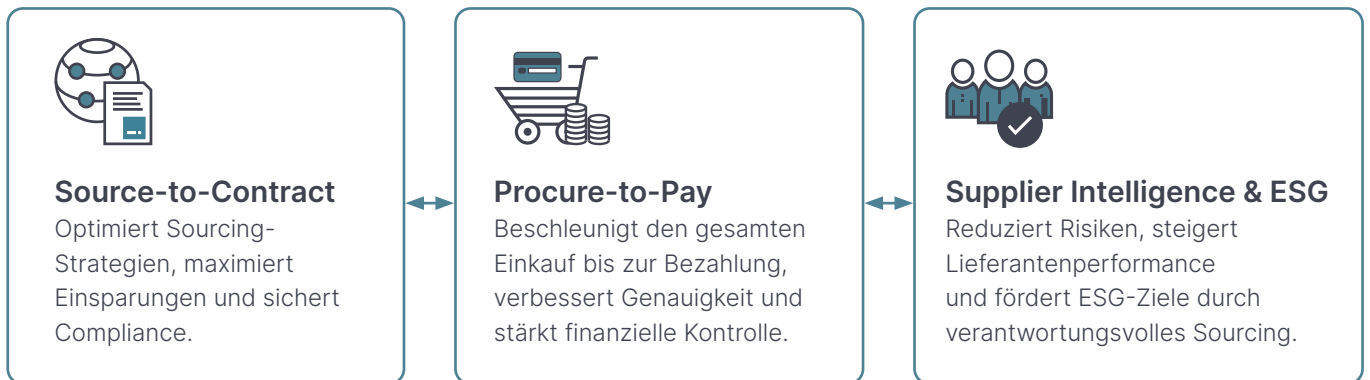 Source-to-Contract
Optimiert Sourcing-
Strategien, maximiert
Einsparungen und sichert
Compliance.
Procure-to-Pay
Beschleunigt den gesamten
Einkauf bis zur Bezahlung,
verbessert Genauigkeit und
stärkt finanzielle Kontrolle.
Supplier Intelligence & ESG
Reduziert Risiken, steigert
Lieferantenperformance
und fördert ESG-Ziele durch
verantwortungsvolles Sourcing.